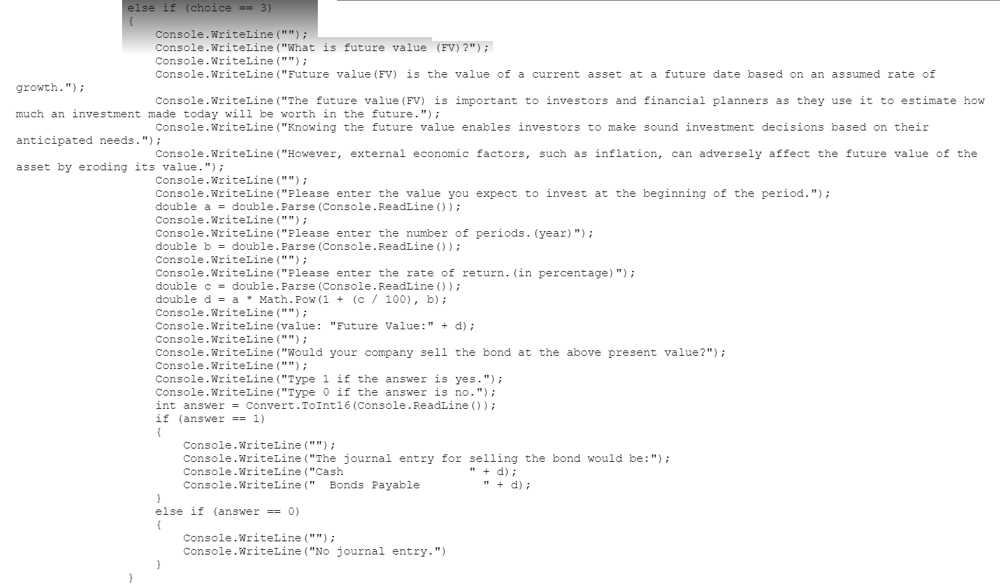 else if (choice == 3)
{
Console.WriteLine("");
Console.WriteLine("What is future value (FV)?");
Console.WriteLine("");
Console.WriteLine("Future value(FV) is the value of a current asset at a future date based on an assumed rate of
growth.");
Console.WriteLine("The future value(FV) is important to investors and financial planners as they use it to estimate how
much an investment made today will be worth in the future.");
Console.WriteLine("Knowing the future value enables investors to make sound investment decisions based on their
anticipated needs.");
Console.WriteLine("However, external economic factors, such as inflation, can adversely affect the future value of the
asset by eroding its value.");
Console.WriteLine("");
Console.WriteLine("Please enter the value you expect to invest at the beginning of the period.");
double a = double.Parse(Console.ReadLine());
Console.WriteLine("");
Console.WriteLine("Please enter the number of periods.(year)");
double b = double.Parse(Console.ReadLine());
Console.WriteLine("");
Console.WriteLine("Please enter the rate of return.(in percentage)");
double c = double.Parse(Console.ReadLine());
double d = a * Math.Pow(1 + (c / 100), b);
Console.WriteLine("");
Console.WriteLine(value: "Future Value:" + d);
Console.WriteLine("");
Console.WriteLine("Would your company sell the bond at the above present value?");
Console.WriteLine("");
Console.WriteLine("Type 1 if the answer is yes.");
Console.WriteLine("Type 0 if the answer is no.");
int answer = Convert.ToInt16(Console.ReadLine());
if (answer == 1)
{
Console.WriteLine("");
Console.WriteLine("The journal entry for selling the bond would be:");
Console.WriteLine("Cash                  " + d);
Console.WriteLine("  Bonds Payable         " + d);
}
else if (answer == 0)
{
Console.WriteLine("");
Console.WriteLine("No journal entry.")
}
}